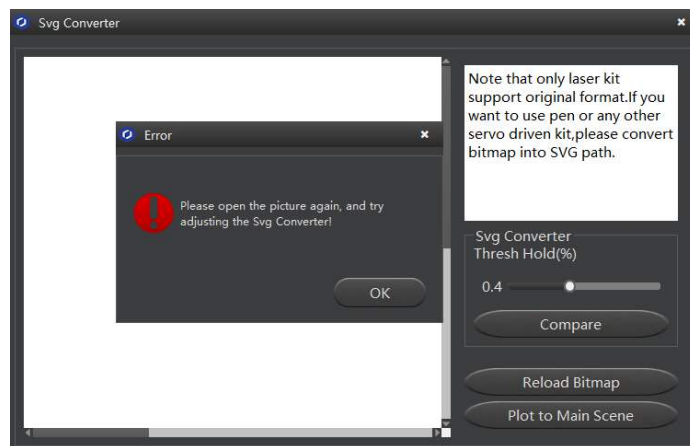 Svg Converter
Note that only laser kit
support original format.If you
want to use pen or any other
servo driven kit,please convert
bitmap into SVG path.
Error
Please open the picture again, and try
adjusting the Svg Converter!
OK
Svg Converter
Thresh Hold(%)
0.4
Compare
Reload Bitmap
Plot to Main Scene